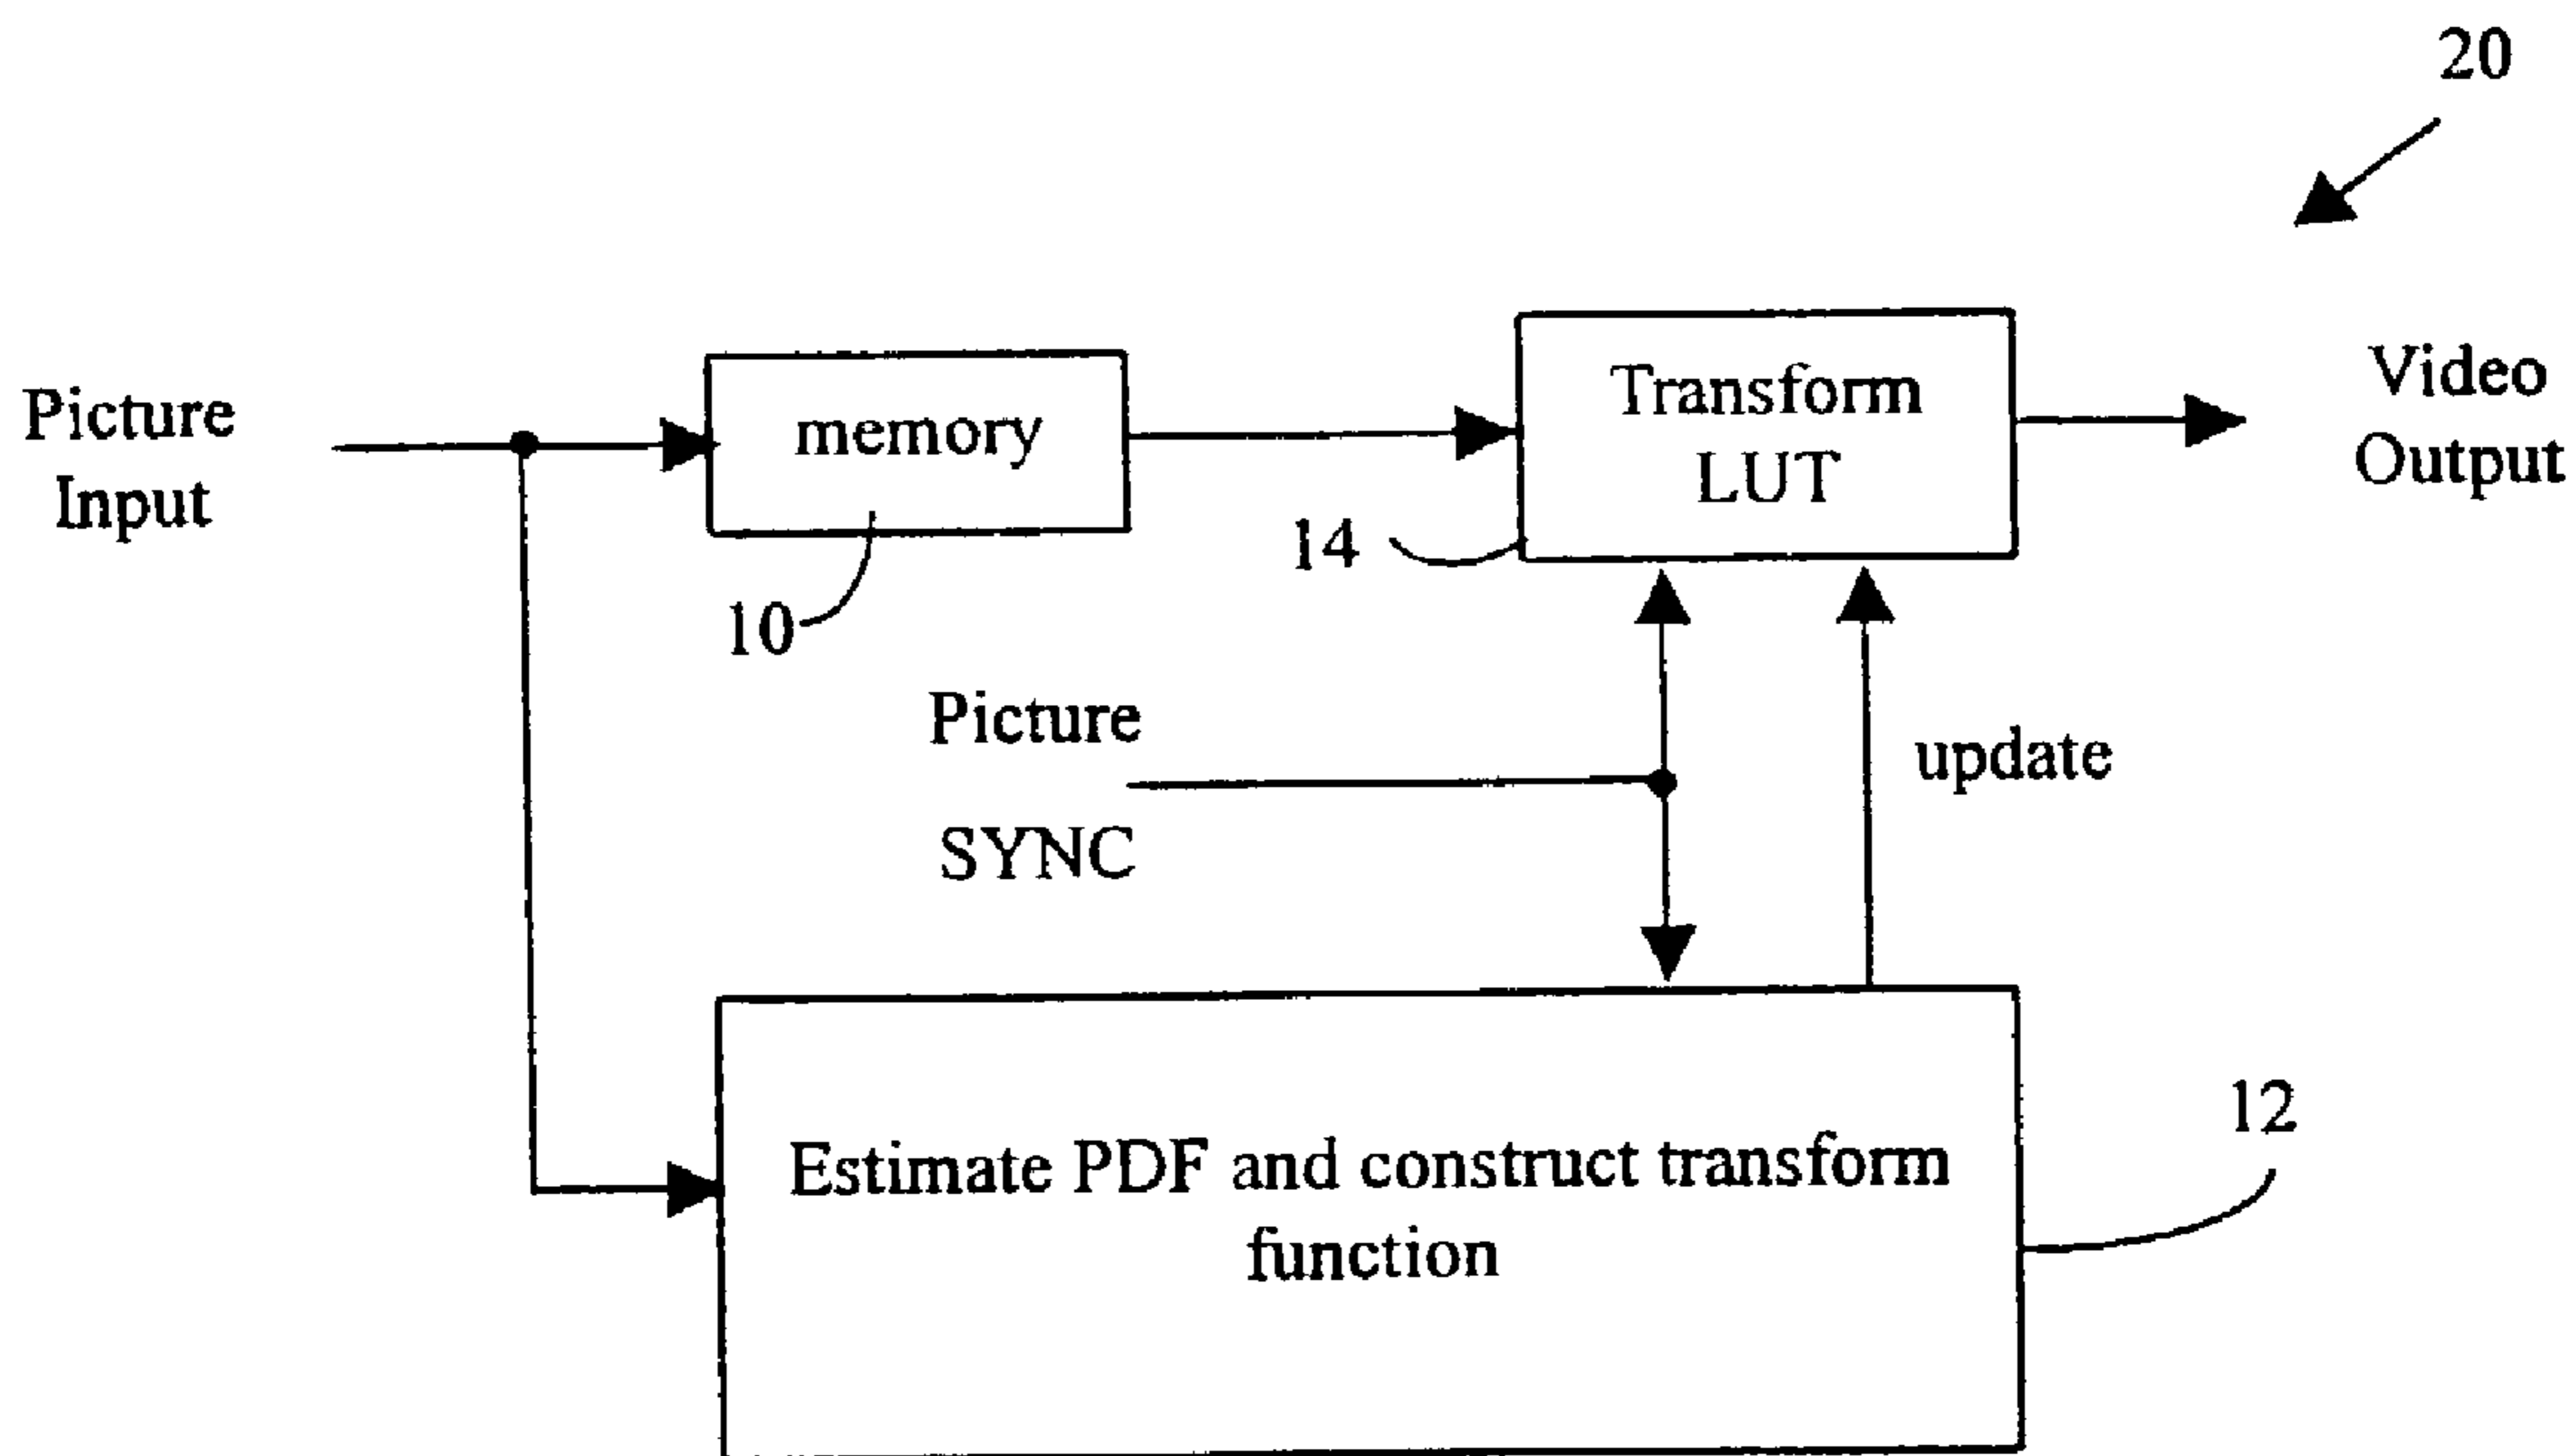 20
Picture
Input
memory
10
Transform
LUT
14
Video
Output
Picture
SYNC
update
Estimate PDF and construct transform
function
12